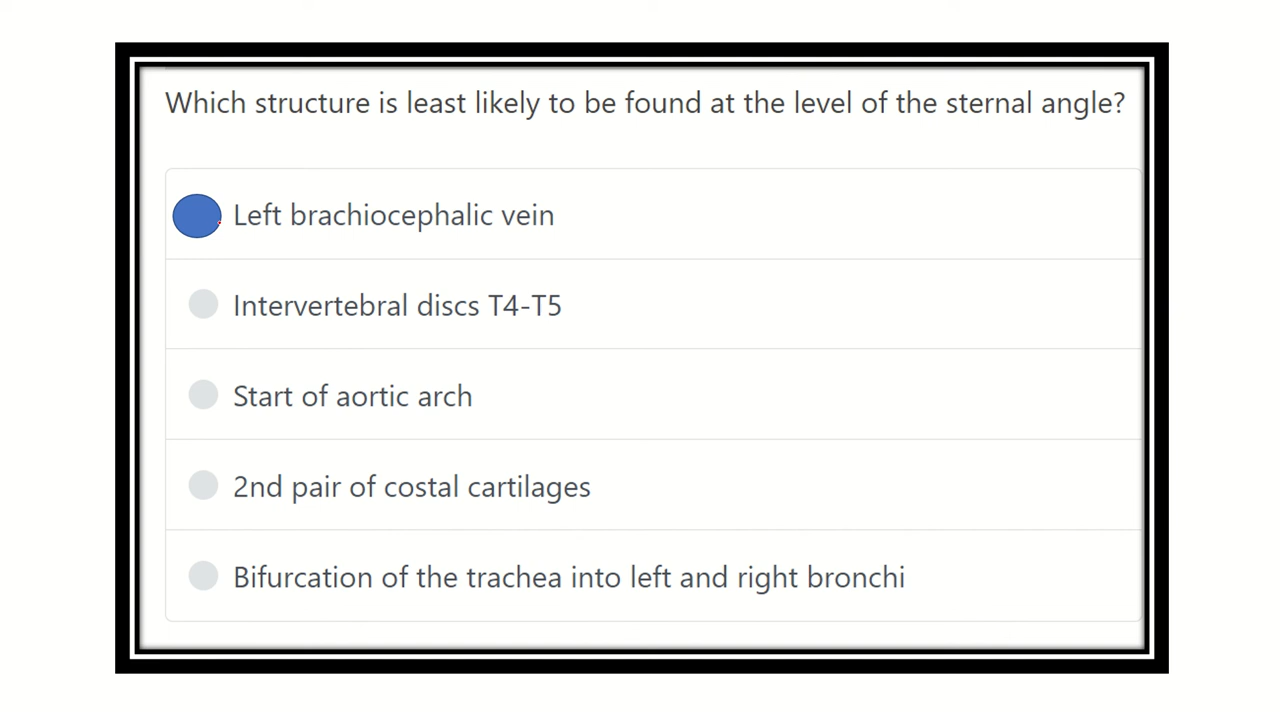 Which structure is least likely to be found at the level of the sternal angle?
Left brachiocephalic vein
Intervertebral discs T4-T5
Start of aortic arch
2nd pair of costal cartilages
Bifurcation of the trachea into left and right bronchi